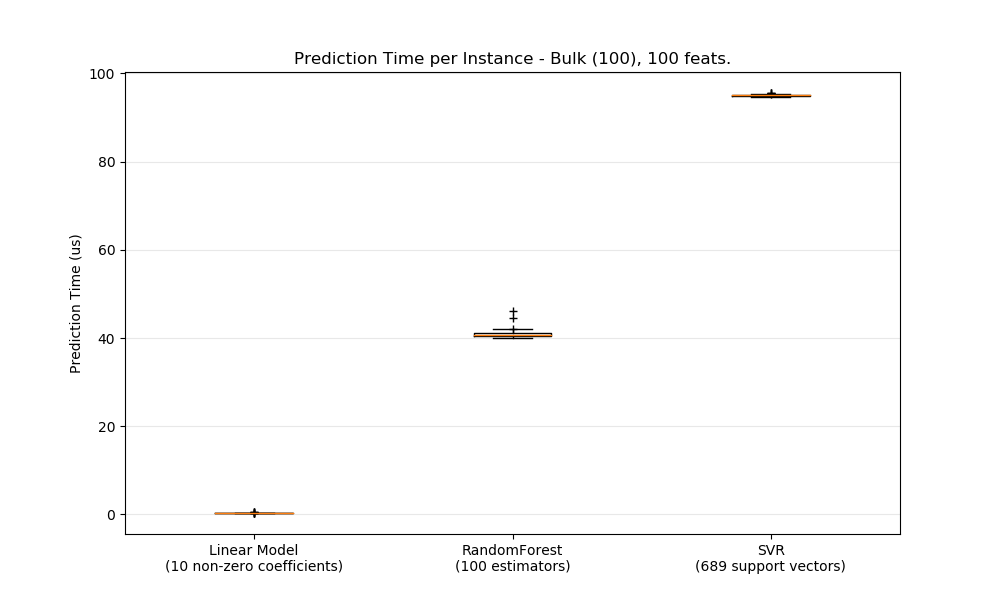 Prediction Time per Instance - Bulk (100), 100 feats.
100
80
60
40
20
0
Prediction Time (us)
Linear Model
(10 non-zero coefficients)
RandomForest
(100 estimators)
SVR
(689 support vectors)